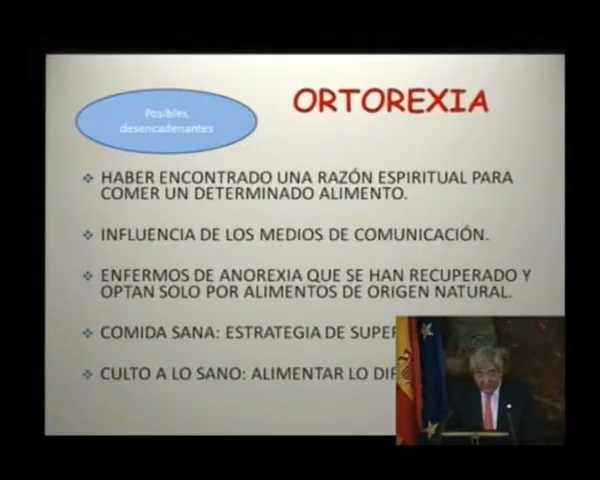 Posibles
desencadenantes
ORTOREXIA
HABER ENCONTRADO UNA RAZÓN ESPIRITUAL PARA
COMER UN DETERMINADO ALIMENTO.
INFLUENCIA DE LOS MEDIOS DE COMUNICACIÓN.
ENFERMOS DE ANOREXIA QUE SE HAN RECUPERADO Y
OPTAN SOLO POR ALIMENTOS DE ORIGEN NATURAL.
COMIDA SANA: ESTRATEGIA DE
CULTO A LO SANO: ALIMENTAR LO